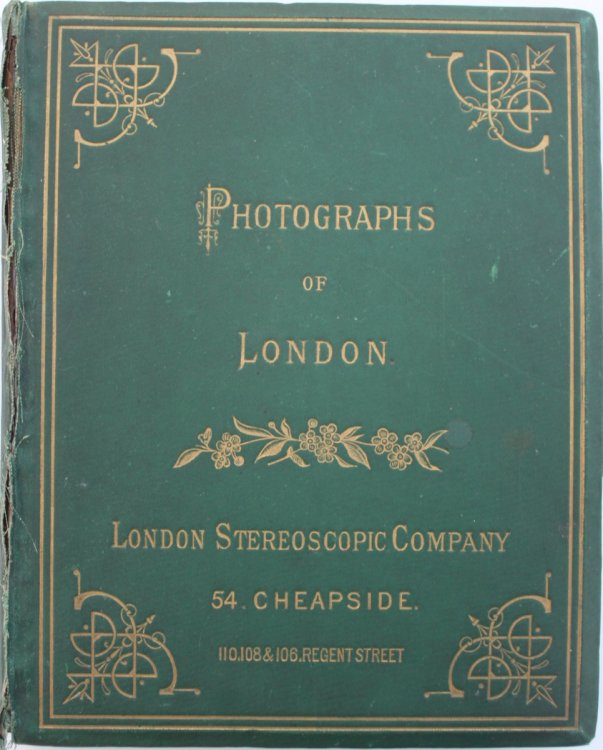 PHOTOGRAPHS
OF
LONDON.
LONDON STEREOSCOPIC COMPANY
54. CHEAPSIDE.
110.108 & 106. REGENT STREET